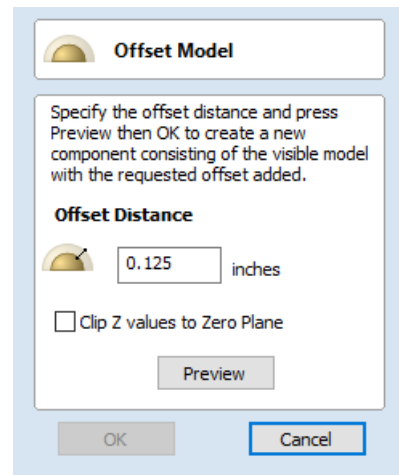 Offset Model
Specify the offset distance and press
Preview then OK to create a new
component consisting of the visible model
with the requested offset added.
Offset Distance
0.125 inches
Clip Z values to Zero Plane
Preview
OK Cancel